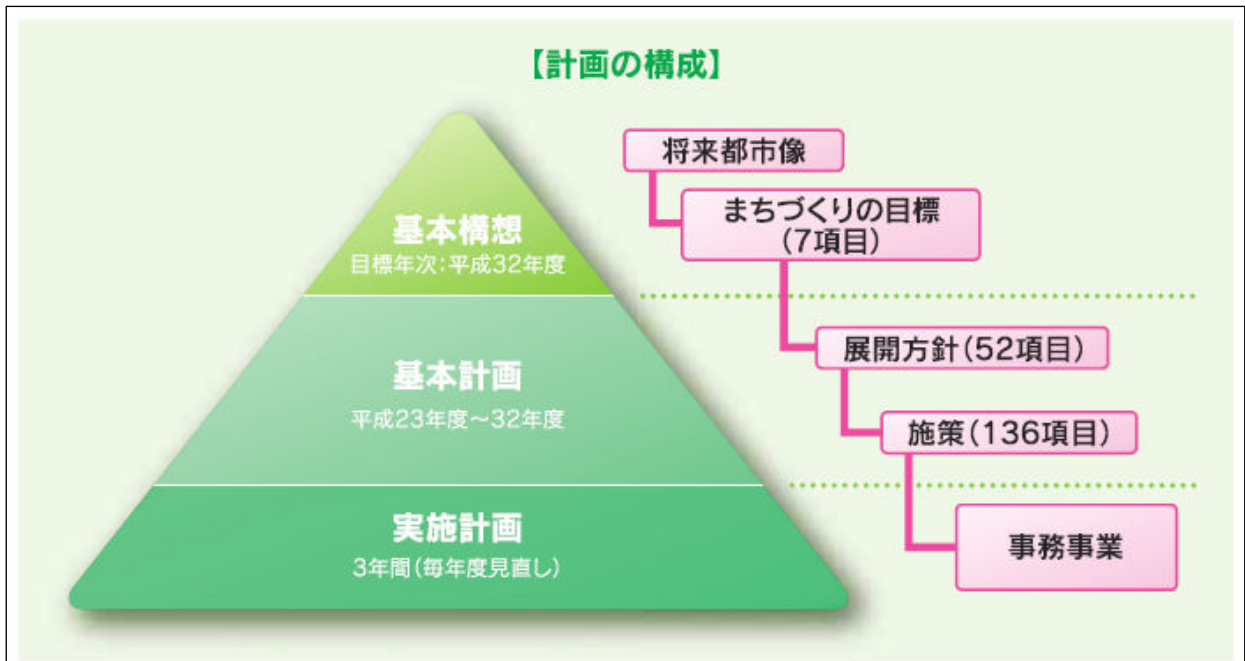 【計画の構成】
基本構想
目標年次:平成32年度
基本計画
平成23年度～32年度
実施計画
3年間(毎年度見直し)
将来都市像
まちづくりの目標
(7項目)
展開方針(52項目)
施策(136項目)
事務事業